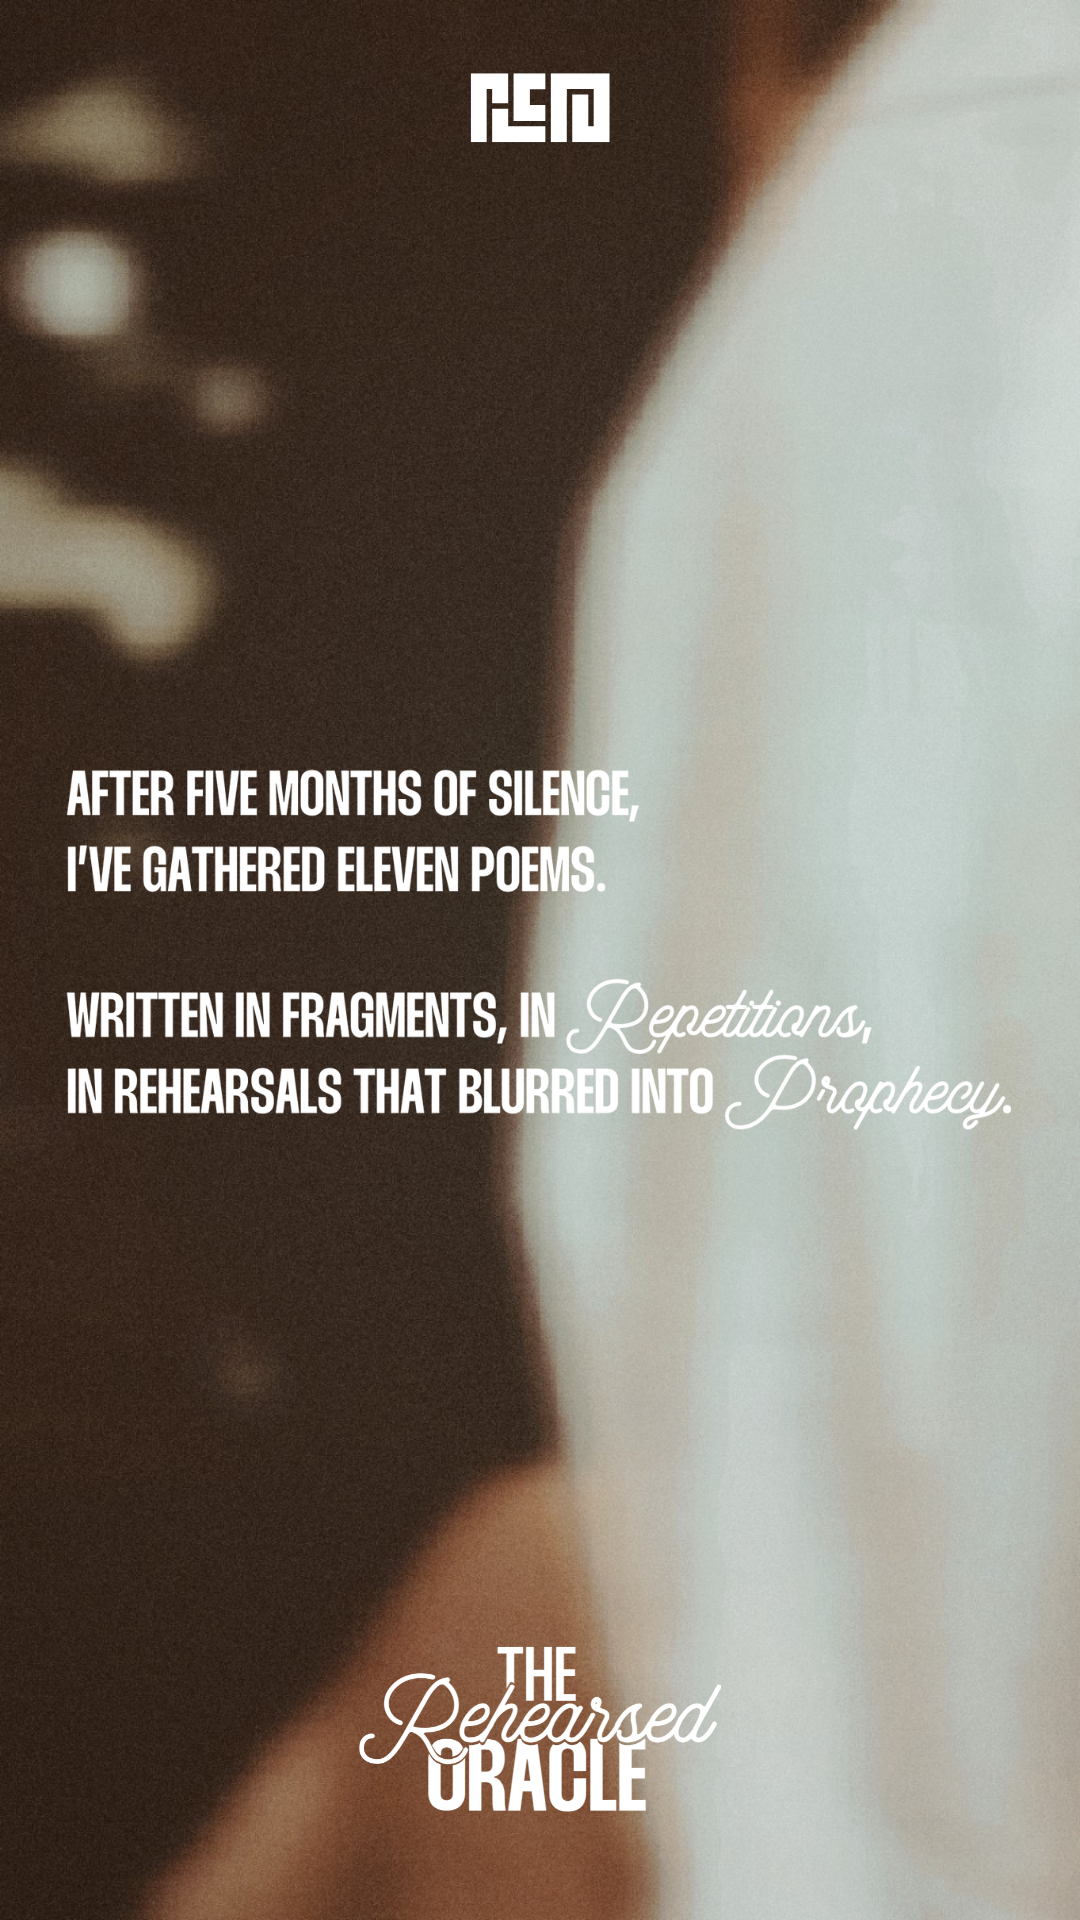 AFTER FIVE MONTHS OF SILENCE,
I'VE GATHERED ELEVEN POEMS.
WRITTEN IN FRAGMENTS, IN Repetitions,
IN REHEARSALS THAT BLURRED INTO Prophecy.
THE
Rehearsed
ORACLE